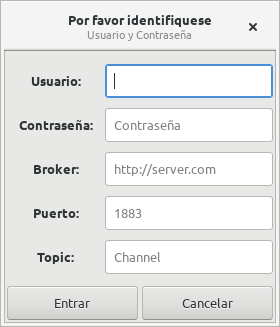 Por favor identifiquese
Usuario y Contraseña
Usuario:
Contraseña: Contraseña
Broker: http://server.com
Puerto: 1883
Topic: Channel
Entrar Cancelar